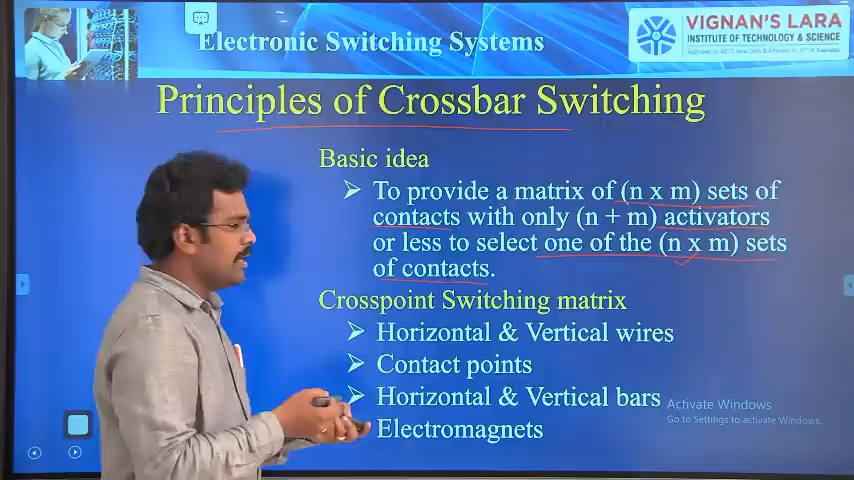 Electronic Switching Systems
VIGNAN'S LARA
INSTITUTE OF TECHNOLOGY & SCIENCE
Principles of Crossbar Switching
Basic idea
➢ To provide a matrix of (n x m) sets of
contacts with only (n + m) activators
or less to select one of the (n x m) sets
of contacts.
Crosspoint Switching matrix
➢ Horizontal & Vertical wires
➢ Contact points
➢ Horizontal & Vertical bars
Electromagnets
Activate Windows
Go to Settings to activate Windows.